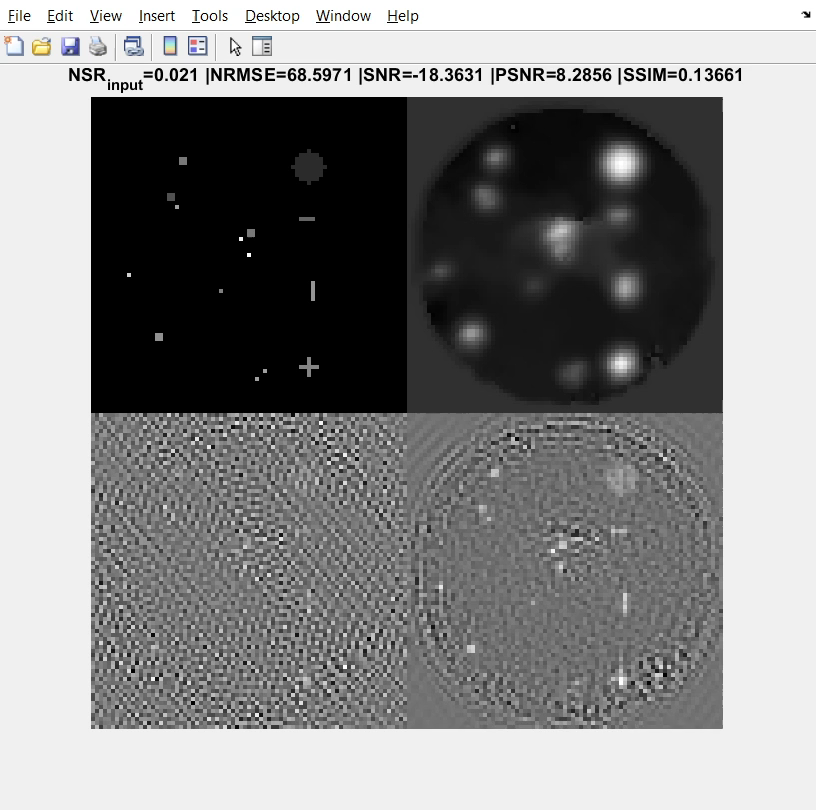 File Edit View Insert Tools Desktop Window Help
NSRinput=0.021 |NRMSE=68.5971 |SNR=-18.3631 |PSNR=8.2856 |SSIM=0.13661